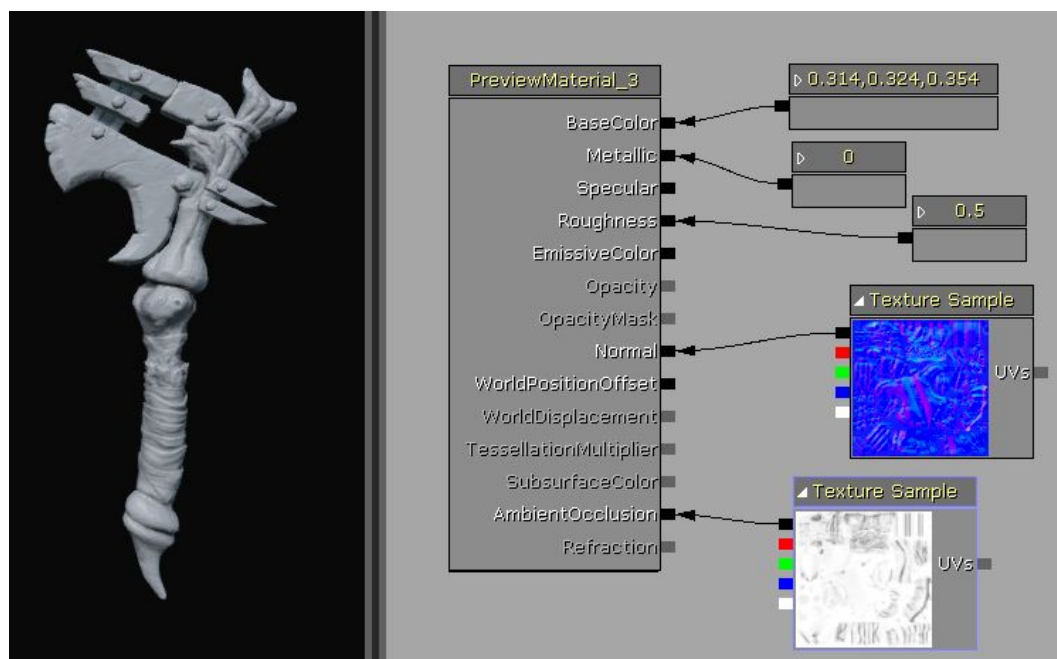 PreviewMaterial_3
BaseColor
Metallic
Specular
Roughness
EmissiveColor
Opacity
OpacityMask
Normal
WorldPositionOffset
WorldDisplacement
TessellationMultiplier
SubsurfaceColor
AmbientOcclusion
Refraction
0.314,0.324,0.354
0
0.5
Texture Sample
UVs
Texture Sample
UVs